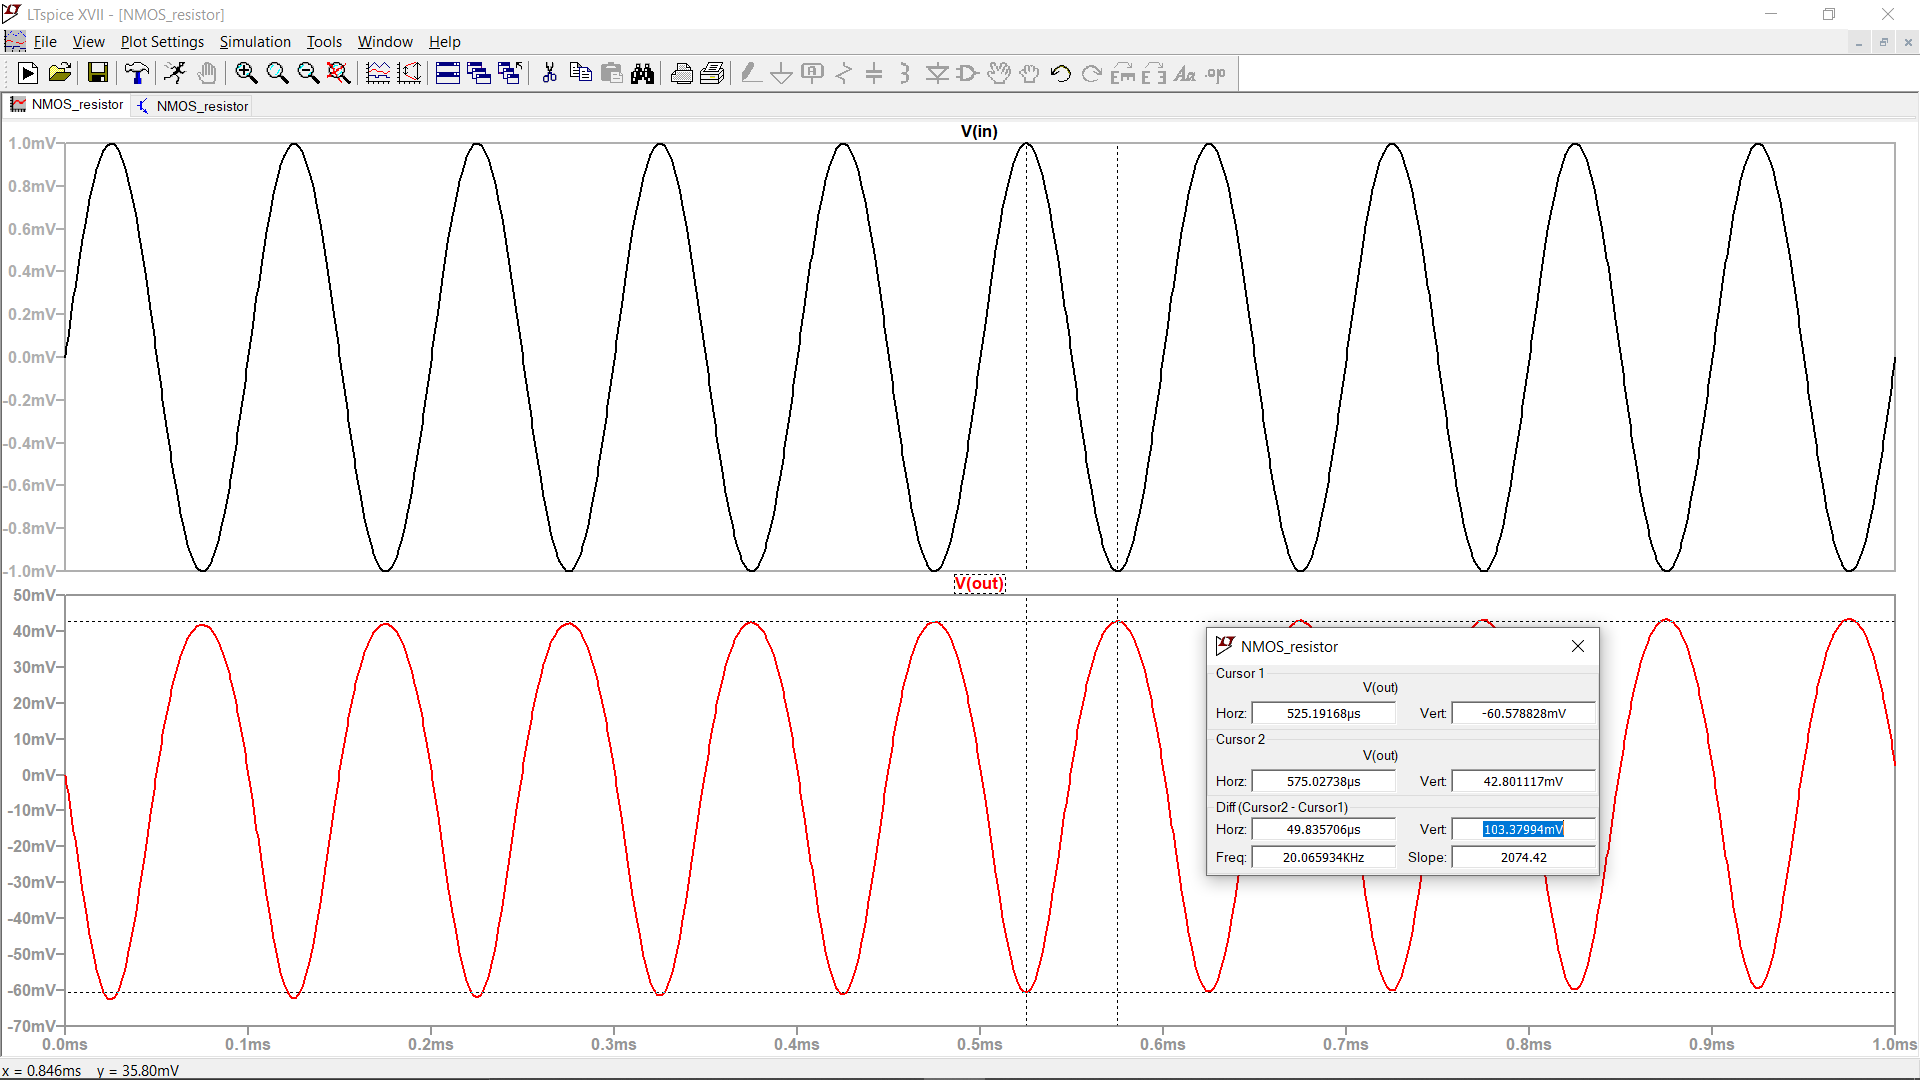 LTspice XVII - [NMOS_resistor]
File View Plot Settings Simulation Tools Window Help
NMOS_resistor NMOS_resistor
V(in)
1.0mV
0.8mV
0.6mV
0.4mV
0.2mV
0.0mV
-0.2mV
-0.4mV
-0.6mV
-0.8mV
-1.0mV
V(out)
50mV
40mV
30mV
20mV
10mV
0mV
-10mV
-20mV
-30mV
-40mV
-50mV
-60mV
-70mV
0.0ms 0.1ms 0.2ms 0.3ms 0.4ms 0.5ms 0.6ms 0.7ms 0.8ms 0.9ms 1.0ms
NMOS_resistor
Cursor 1
V(out)
Horz: 525.19168µs Vert: -60.578828mV
Cursor 2
V(out)
Horz: 575.02738µs Vert: 42.801117mV
Diff (Cursor2 - Cursor1)
Horz: 49.835706µs Vert: 103.37994mV
Freq: 20.065934KHz Slope: 2074.42
x = 0.846ms y = 35.80mV